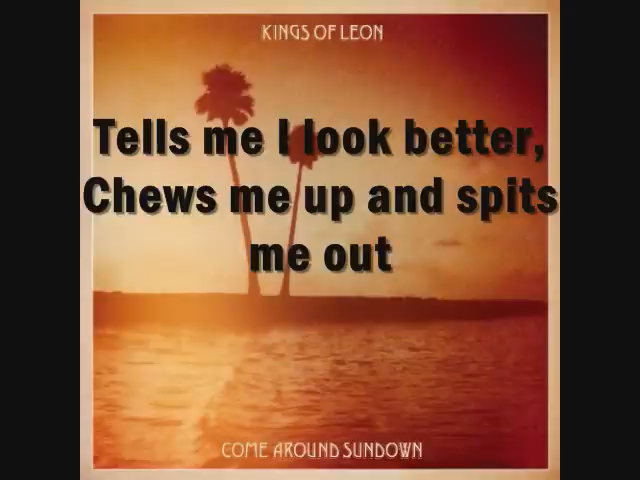 KINGS OF LEON
Tells me I look better,
Chews me up and spits
me out
COME AROUND SUNDOWN